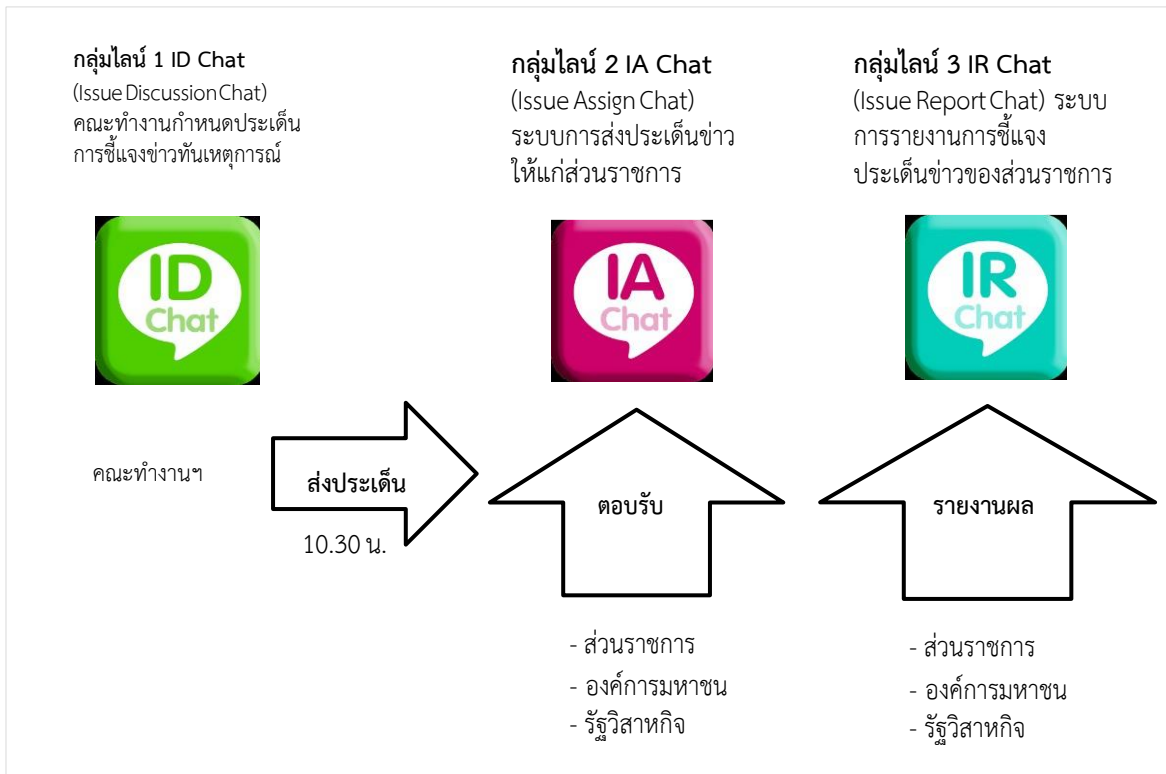 กลุ่มไลน์ 1 ID Chat
(Issue Discussion Chat)
คณะทำงานกำหนดประเด็น
การชี้แจงข่าวทันเหตุการณ์
ID
Chat
คณะทำงานฯ
ส่งประเด็น
10.30 น.
กลุ่มไลน์ 2 IA Chat
(Issue Assign Chat)
ระบบการส่งประเด็นข่าว
ให้แก่ส่วนราชการ
IA
Chat
ตอบรับ
- ส่วนราชการ
- องค์การมหาชน
- รัฐวิสาหกิจ
กลุ่มไลน์ 3 IR Chat
(Issue Report Chat) ระบบ
การรายงานการชี้แจง
ประเด็นข่าวของส่วนราชการ
IR
Chat
รายงานผล
- ส่วนราชการ
- องค์การมหาชน
- รัฐวิสาหกิจ